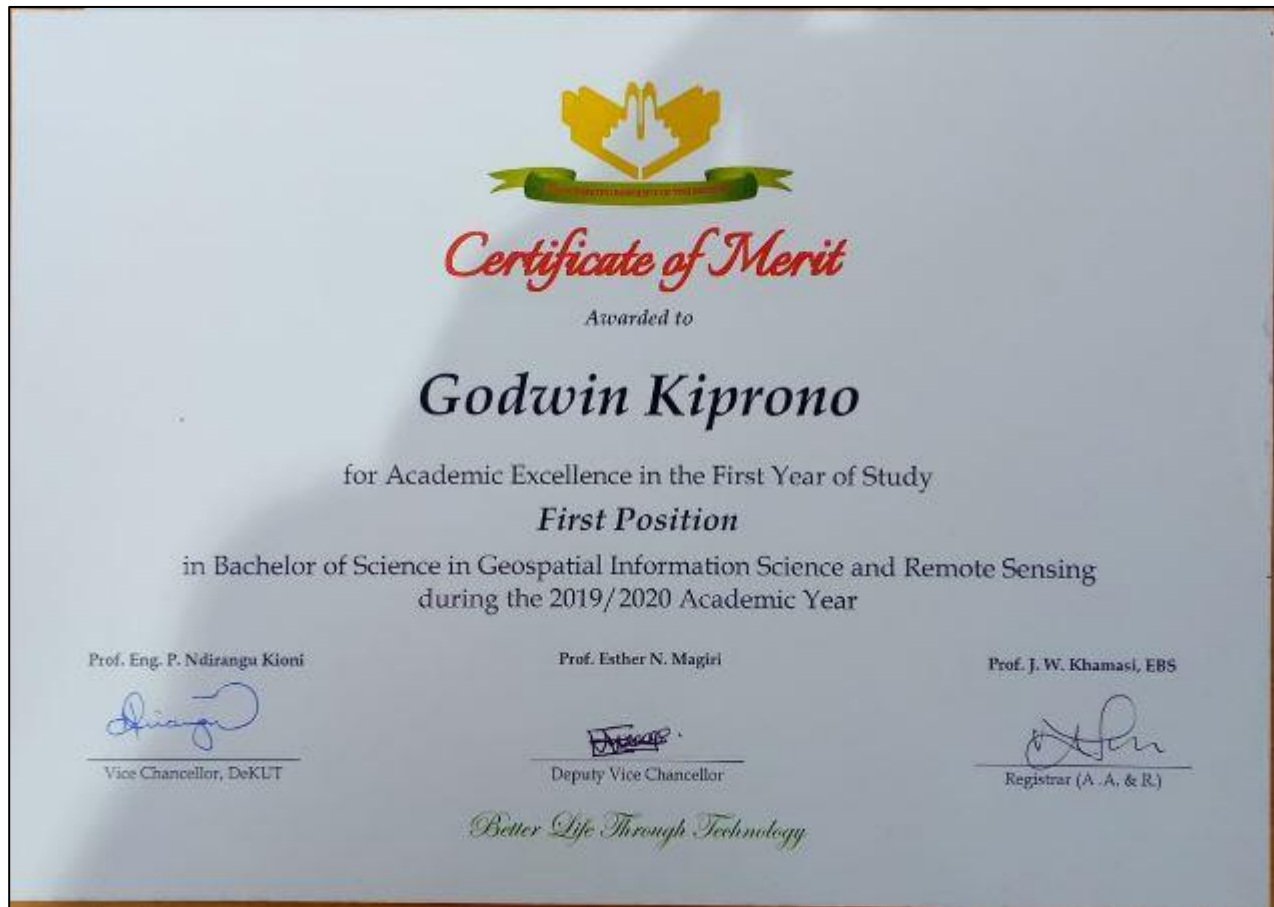 Certificate of Merit
Awarded to
Godwin Kiprono
for Academic Excellence in the First Year of Study
First Position
in Bachelor of Science in Geospatial Information Science and Remote Sensing
during the 2019/2020 Academic Year
Prof. Eng. P. Ndirangu Kioni
Prof. Esther N. Magiri
Prof. J. W. Khamasi, EBS
Vice Chancellor, DeKUT
Deputy Vice Chancellor
Registrar (A .A. & R.)
Better Life Through Technology